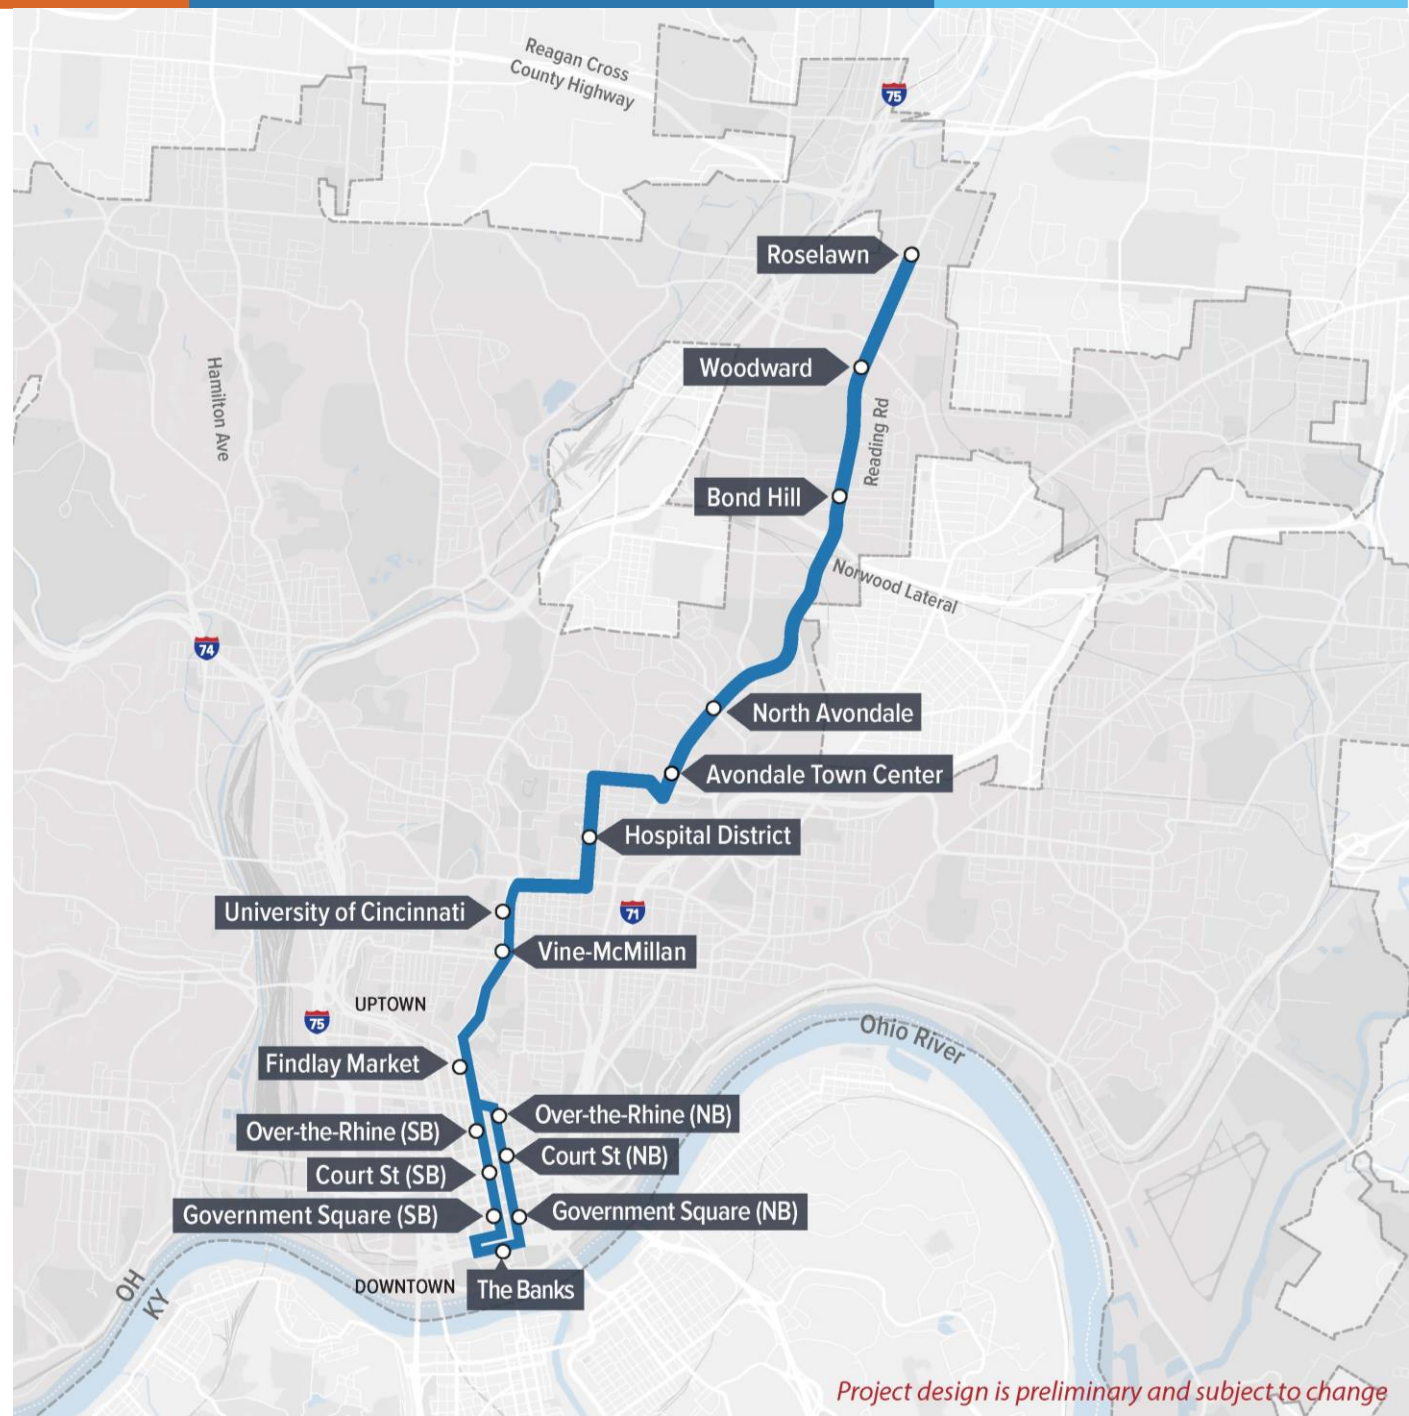 Reagan Cross
County Highway
75
Roselawn
Woodward
Hamilton Ave
Reading Rd
Bond Hill
Norwood Lateral
74
North Avondale
Avondale Town Center
Hospital District
University of Cincinnati
71
Vine-McMillan
UPTOWN
75
Ohio River
Findlay Market
Over-the-Rhine (NB)
Over-the-Rhine (SB)
Court St (NB)
Court St (SB)
Government Square (NB)
Government Square (SB)
OH
KY
DOWNTOWN
The Banks
Project design is preliminary and subject to change